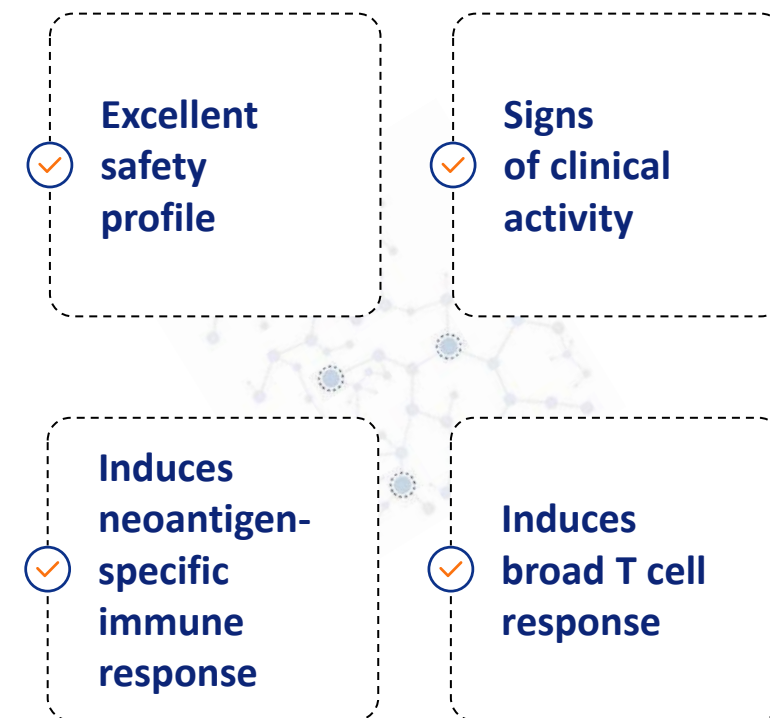 Excellent
safety
profile
Signs
of clinical
activity
Induces
neoantigen-
specific
immune
response
Induces
broad T cell
response